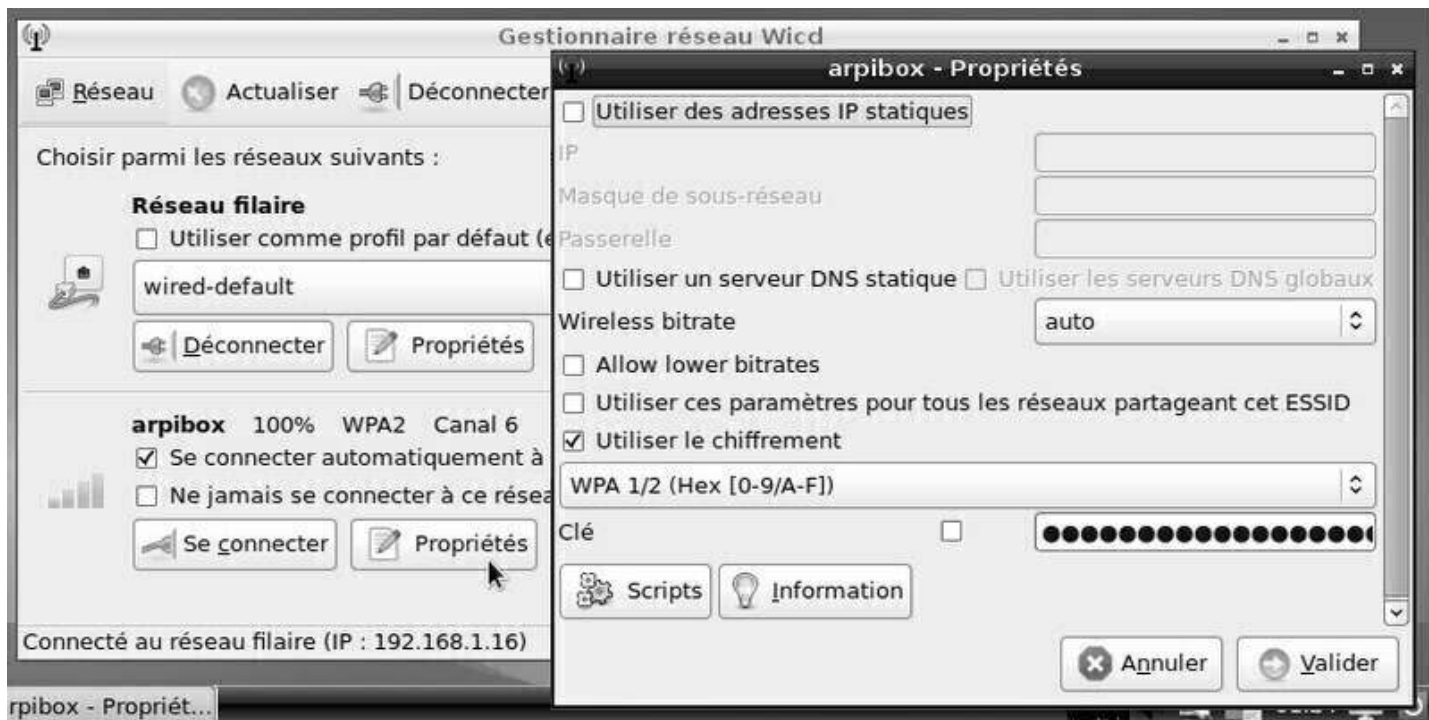 Gestionnaire réseau Wicd
Réseau Actualiser Déconnecter
Choisir parmi les réseaux suivants :
Réseau filaire
Utiliser comme profil par défaut (
wired-default
Déconnecter Propriétés
arpibox 100% WPA2 Canal 6
Se connecter automatiquement à
Ne jamais se connecter à ce résea
Se connecter Propriétés
Connecté au réseau filaire (IP : 192.168.1.16)
arpibox - Propriétés
Utiliser des adresses IP statiques
IP
Masque de sous-réseau
Passerelle
Utiliser un serveur DNS statique Utiliser les serveurs DNS globaux
Wireless bitrate auto
Allow lower bitrates
Utiliser ces paramètres pour tous les réseaux partageant cet ESSID
Utiliser le chiffrement
WPA 1/2 (Hex [0-9/A-F])
Clé
Scripts Information
Annuler Valider
rpibox - Propriét...